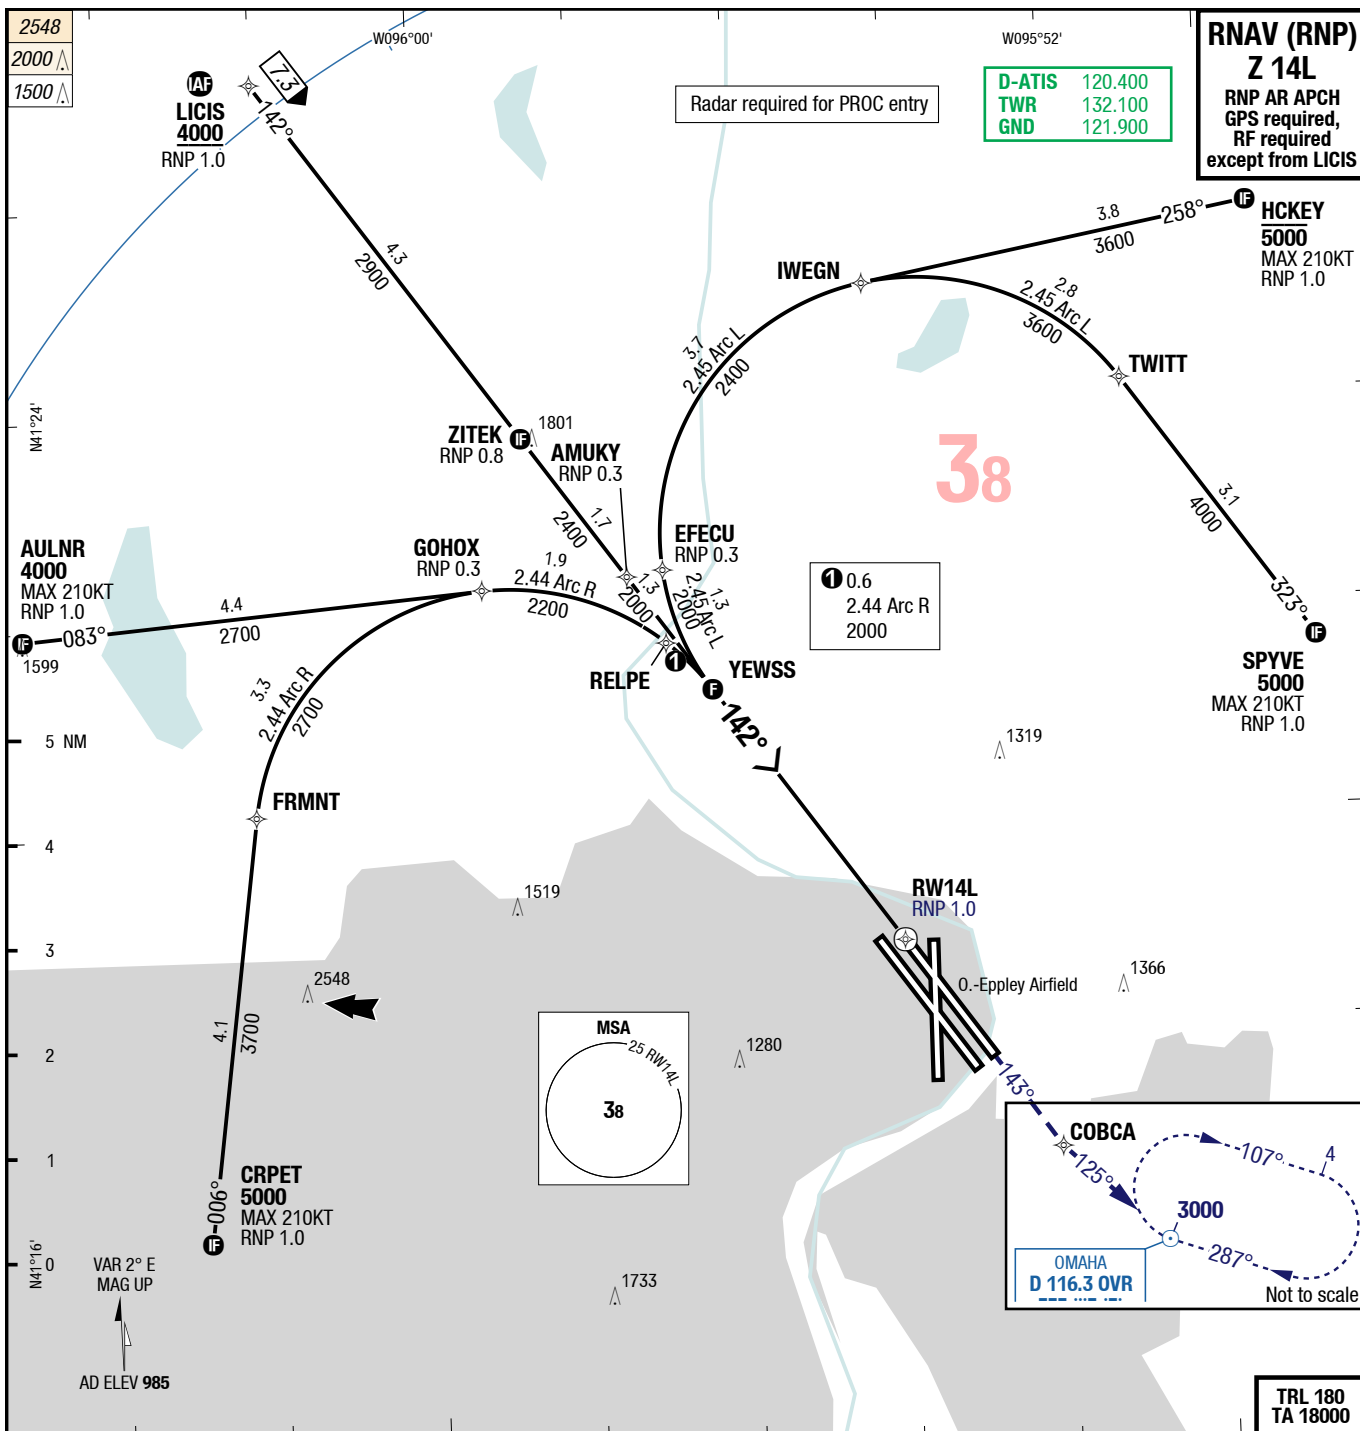 2548
2000
1500
W096°00'
W095°52'
RNAV (RNP)
Z 14L
RNP AR APCH
GPS required,
RF required
except from LICIS
D-ATIS 120.400
TWR 132.100
GND 121.900
Radar required for PROC entry
IAF
LICIS
4000
RNP 1.0
7.3
142°
4.3
2900
IF
HCKEY
5000
MAX 210KT
RNP 1.0
3.8
258°
3600
IWEGN
2.8
2.45 Arc L
3600
TWITT
3.7
2.45 Arc L
2400
N41°24'
ZITEK
RNP 0.8
IF
1801
AMUKY
RNP 0.3
38
3.1
4000
323°
IF
SPYVE
5000
MAX 210KT
RNP 1.0
1.7
2400
EFECU
RNP 0.3
1.3
2.45 Arc L
2000
1.3
2000
AULNR
4000
MAX 210KT
RNP 1.0
IF
1599
083°
4.4
2700
GOHOX
RNP 0.3
1.9
2.44 Arc R
2200
1 0.6
2.44 Arc R
2000
RELPE
1
F
YEWSS
142°
3.3
2.44 Arc R
2700
5 NM
4
3
2
1
0
1319
FRMNT
1519
RW14L
RNP 1.0
O.-Eppley Airfield
1366
2548
4.1
3700
MSA
25 RW14L
38
1280
143°
COBCA
125°
107°
4
3000
287°
OMAHA
D 116.3 OVR
Not to scale
CRPET
5000
MAX 210KT
RNP 1.0
006°
IF
N41°16'
VAR 2° E
MAG UP
AD ELEV 985
1733
TRL 180
TA 18000